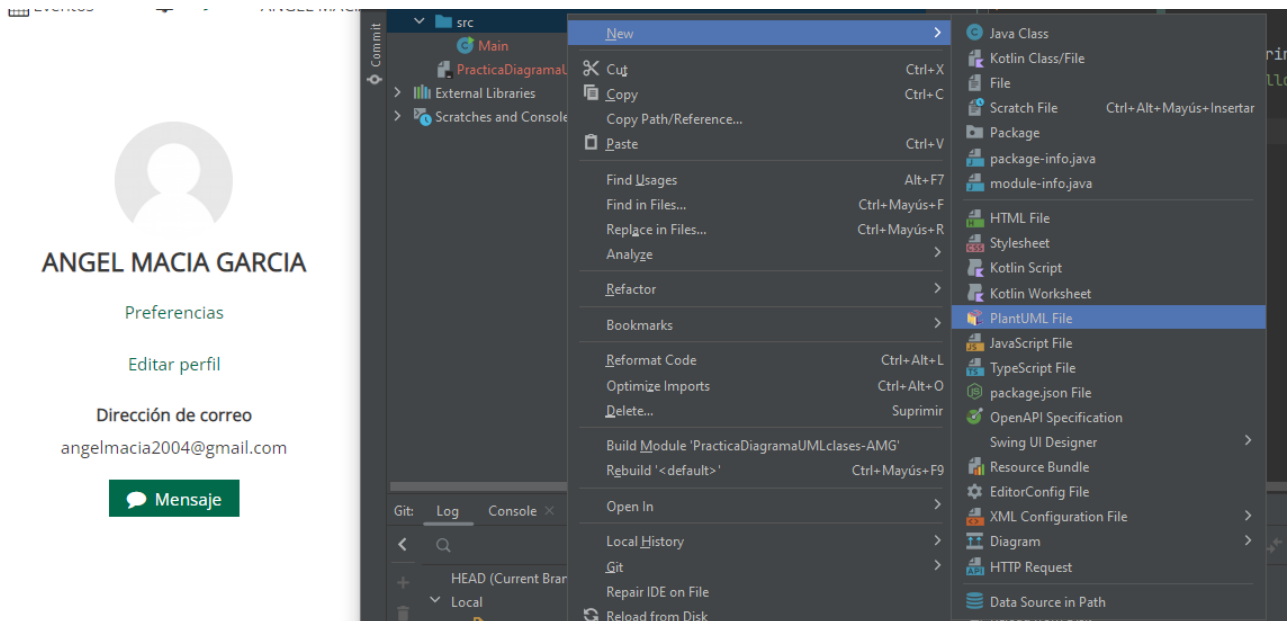 Eventos
ANGEL MACIA GARCIA
Preferencias
Editar perfil
Dirección de correo
angelmacia2004@gmail.com
Mensaje
Commit
src
Main
PracticaDiagramaU
External Libraries
Scratches and Console
Git: Log Console
HEAD (Current Bran
Local
New
Cut Ctrl+X
Copy Ctrl+C
Copy Path/Reference...
Paste Ctrl+V
Find Usages Alt+F7
Find in Files... Ctrl+Mayús+F
Replace in Files... Ctrl+Mayús+R
Analyze
Refactor
Bookmarks
Reformat Code Ctrl+Alt+L
Optimize Imports Ctrl+Alt+O
Delete... Suprimir
Build Module 'PracticaDiagramaUMLclases-AMG'
Rebuild '<default>' Ctrl+Mayús+F9
Open In
Local History
Git
Repair IDE on File
Reload from Disk
Java Class
Kotlin Class/File
File
Scratch File Ctrl+Alt+Mayús+Insertar
Package
package-info.java
module-info.java
HTML File
Stylesheet
Kotlin Script
Kotlin Worksheet
PlantUML File
JavaScript File
TypeScript File
package.json File
OpenAPI Specification
Swing UI Designer
Resource Bundle
EditorConfig File
XML Configuration File
Diagram
HTTP Request
Data Source in Path